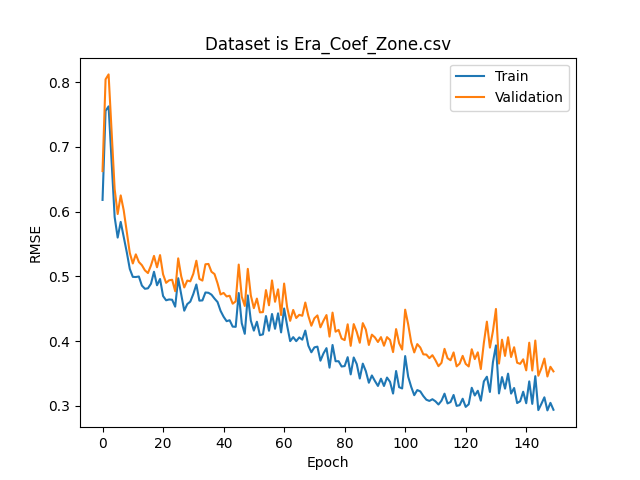 Dataset is Era_Coef_Zone.csv
Train
Validation
RMSE
0.8
0.7
0.6
0.5
0.4
0.3
0 20 40 60 80 100 120 140
Epoch